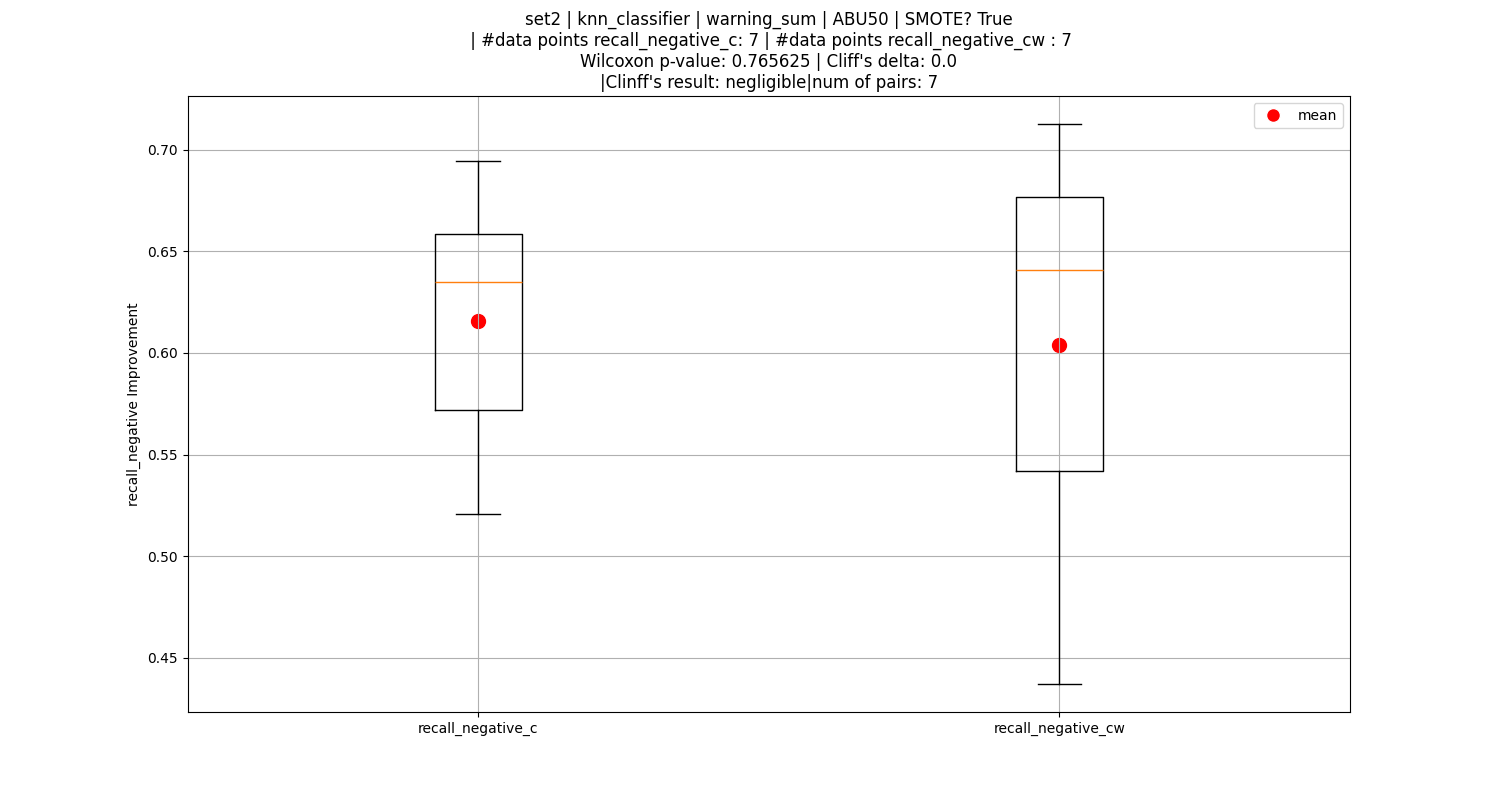 set2 | knn_classifier | warning_sum | ABU50 | SMOTE? True
| #data points recall_negative_c: 7 | #data points recall_negative_cw : 7
Wilcoxon p-value: 0.765625 | Cliff's delta: 0.0
|Clinff's result: negligible|num of pairs: 7
mean
0.70
0.65
0.60
0.55
0.50
0.45
recall_negative Improvement
recall_negative_c
recall_negative_cw